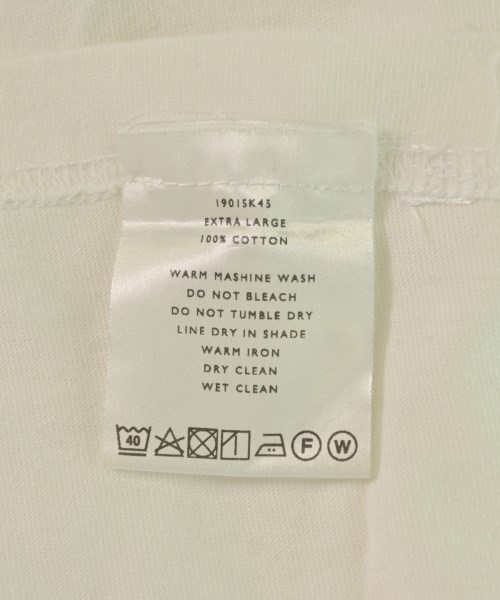 1901SK45
EXTRA LARGE
100% COTTON
WARM MASHINE WASH
DO NOT BLEACH
DO NOT TUMBLE DRY
LINE DRY IN SHADE
WARM IRON
DRY CLEAN
WET CLEAN
40 F W